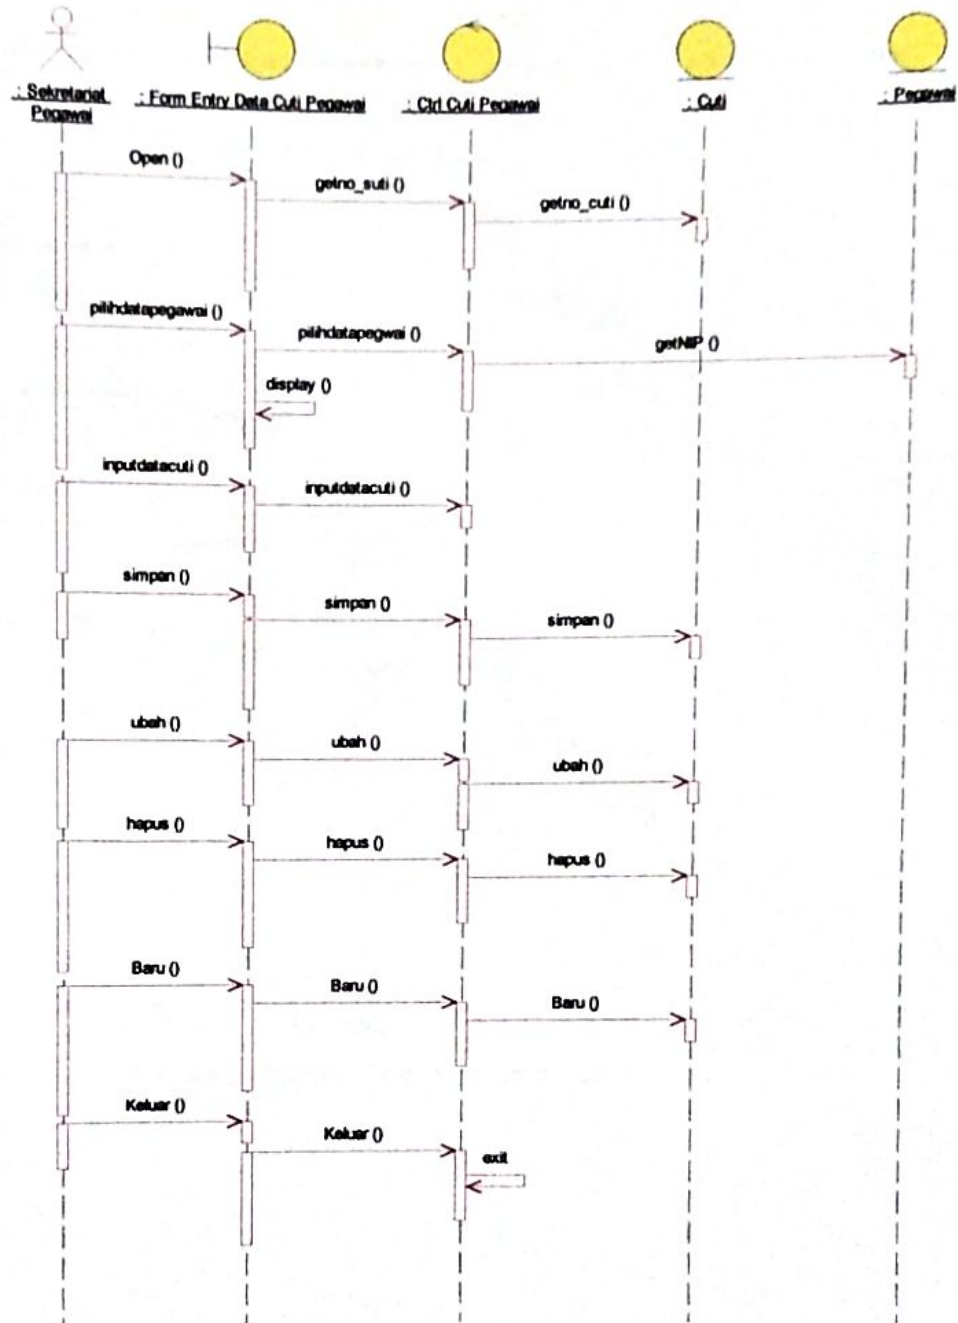 : Sekretariat
Pegawai
: Form Entry Data Cuti Pegawai
: Ctrl Cuti Pegawai
: Cuti
: Pegawai
Open ()
getno_suti ()
getno_cuti ()
pilihdatapegawai ()
pilihdatapegwai ()
getNIP ()
display ()
inputdatacuti ()
inputdatacuti ()
simpan ()
simpan ()
simpan ()
ubah ()
ubah ()
ubah ()
hapus ()
hapus ()
hapus ()
Baru ()
Baru ()
Baru ()
Keluar ()
Keluar ()
exit